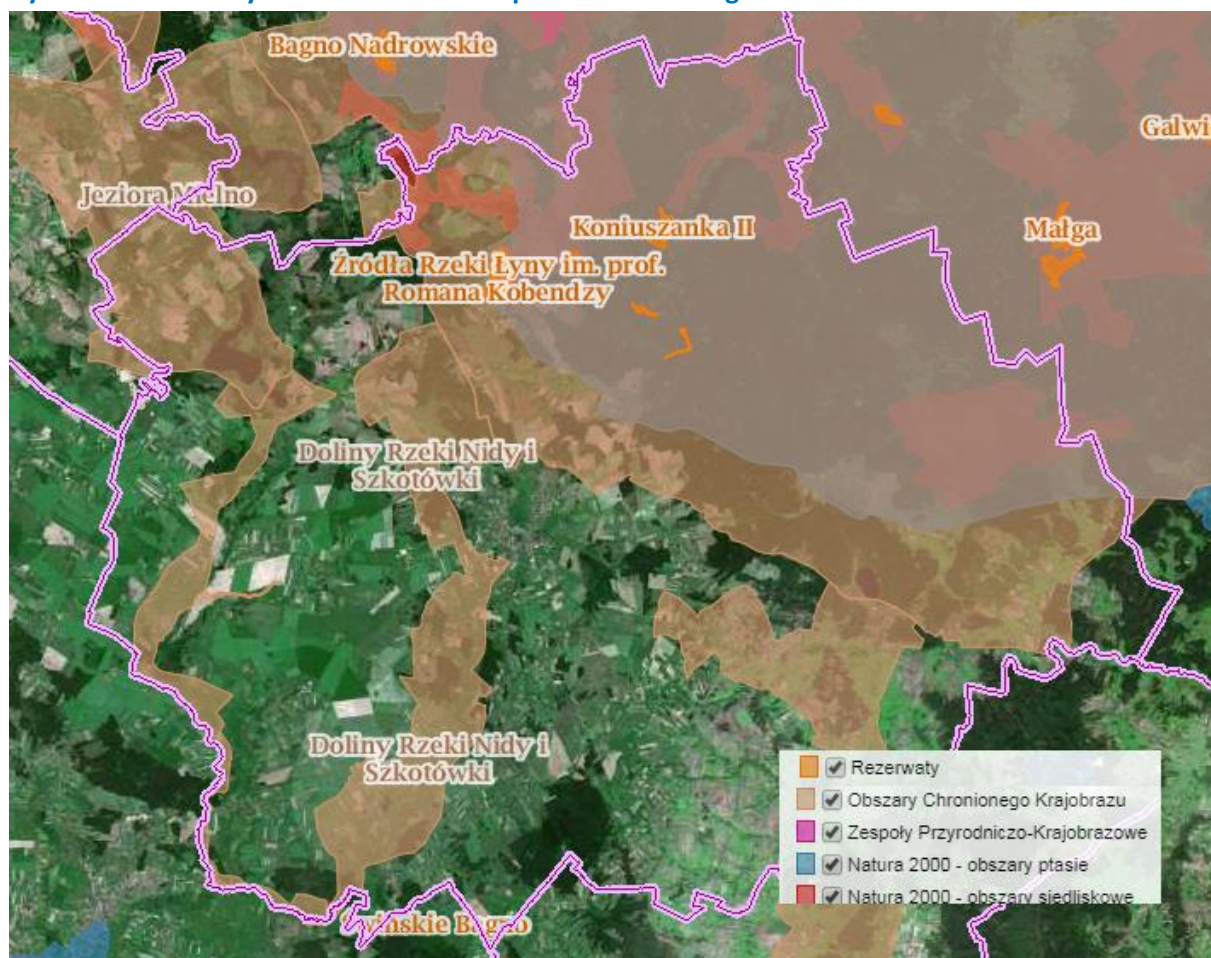 Bagno Nadrowskie
Galwi
Jeziora Mielno
Koniuszanka II
Małga
Źródła Rzeki Łyny im. prof.
Romana Kobendzy
Doliny Rzeki Nidy i
Szkotówki
Doliny Rzeki Nidy i
Szkotówki
Rezerwaty
Obszary Chronionego Krajobrazu
Zespoły Przyrodniczo-Krajobrazowe
Natura 2000 - obszary ptasie
Natura 2000 - obszary siedliskowe
Świńskie Bagno